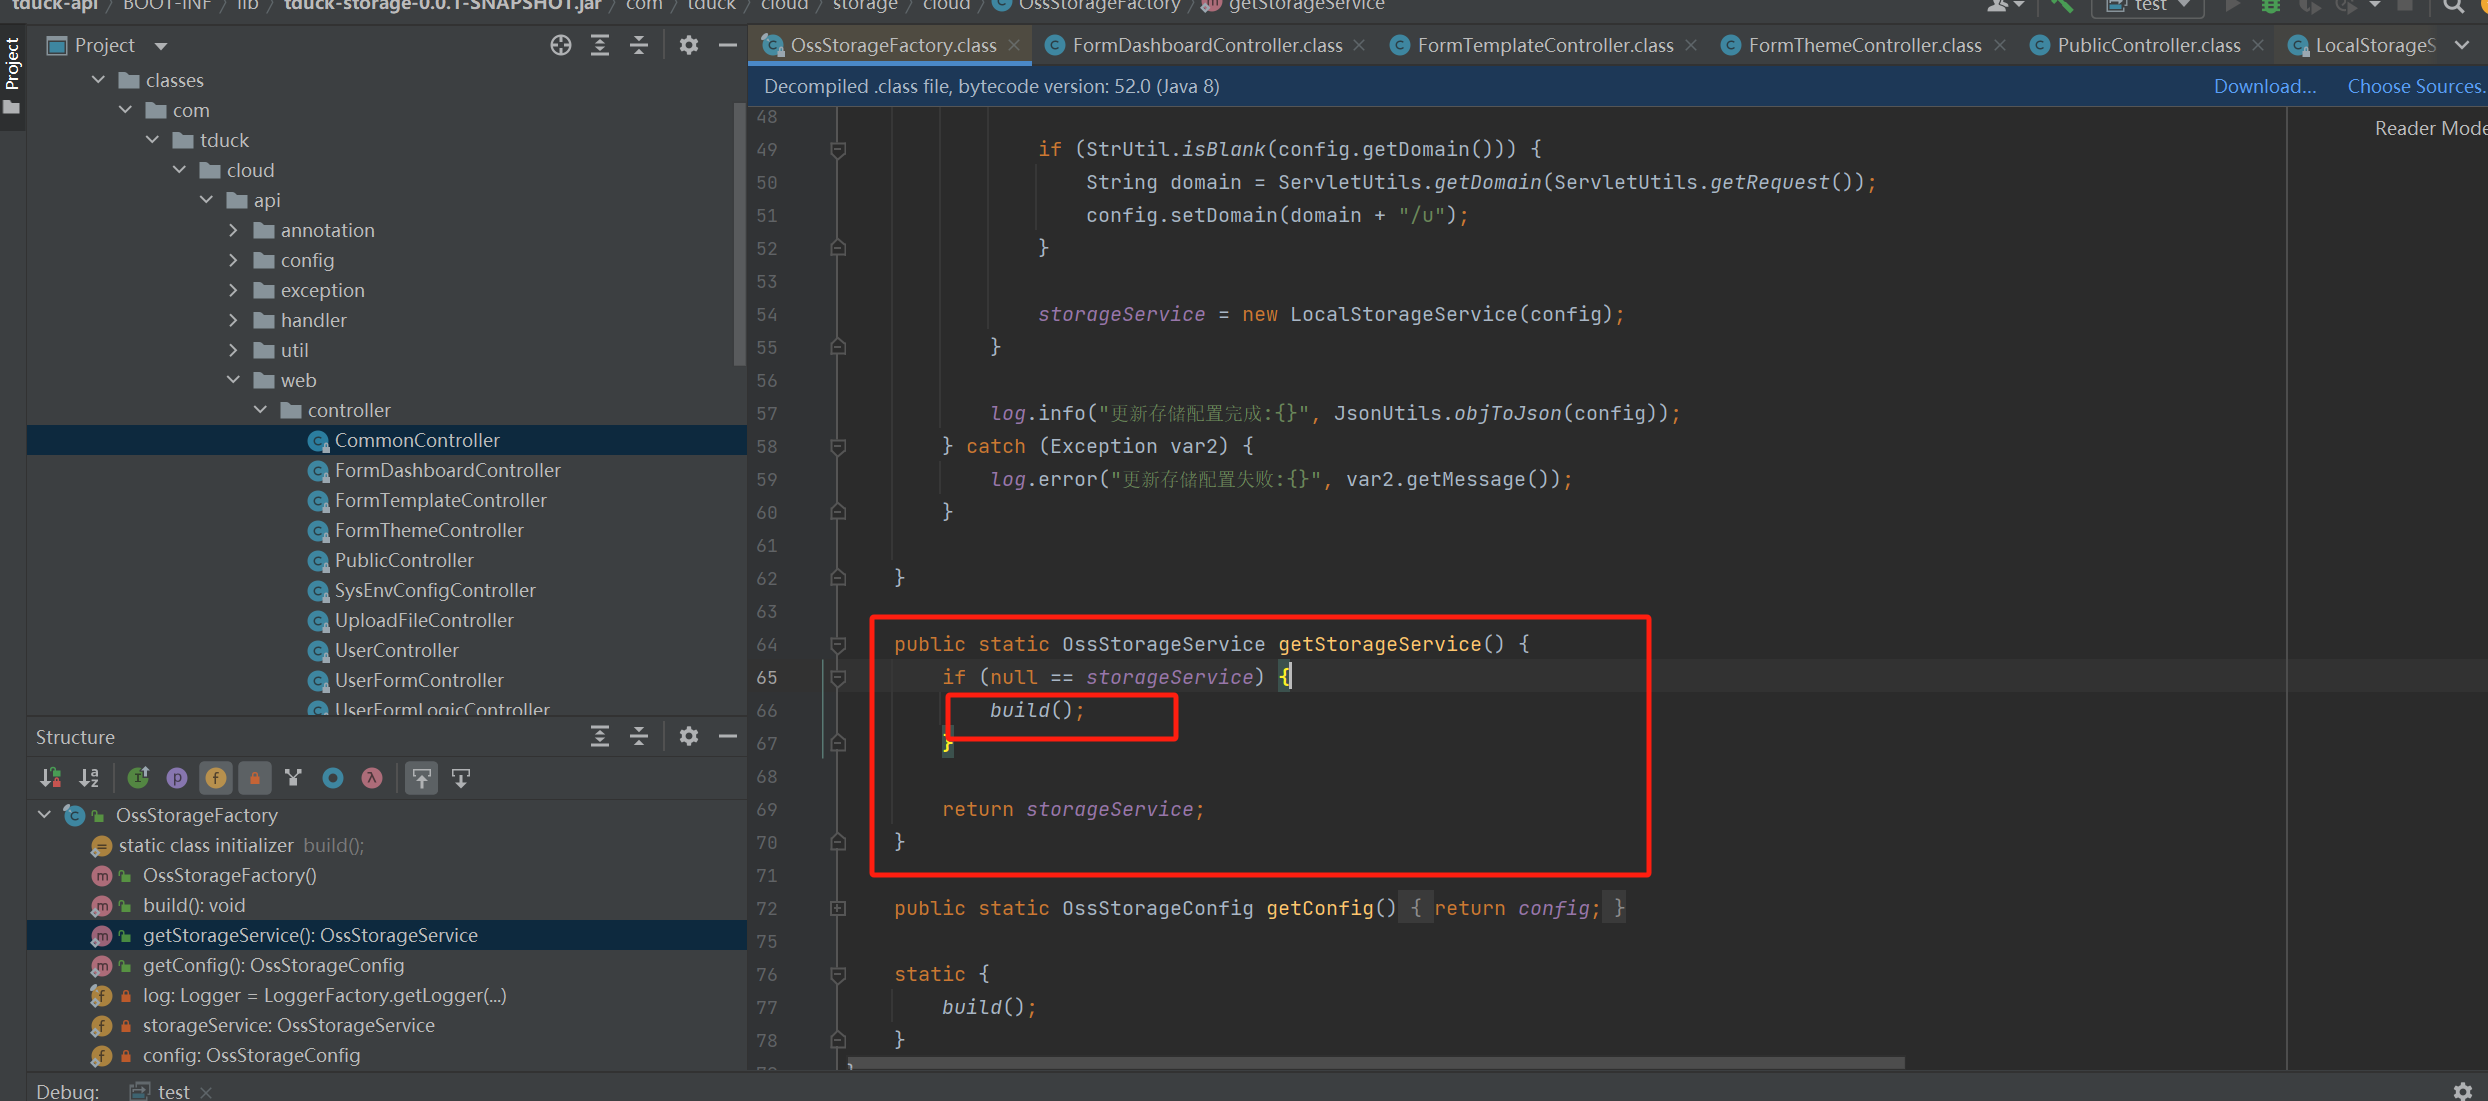 tduck-api / BOOT-INF / lib / tduck-storage-0.0.1-SNAPSHOT.jar / com / tduck / cloud / storage / cloud / OssStorageFactory / getStorageService
test
Project
Project
OssStorageFactory.class
FormDashboardController.class
FormTemplateController.class
FormThemeController.class
PublicController.class
LocalStorageS
Decompiled .class file, bytecode version: 52.0 (Java 8)
Download...
Choose Sources.
Reader Mode
classes
com
tduck
cloud
api
annotation
config
exception
handler
util
web
controller
CommonController
FormDashboardController
FormTemplateController
FormThemeController
PublicController
SysEnvConfigController
UploadFileController
UserController
UserFormController
UserFormLogicController
48
49 if (StrUtil.isBlank(config.getDomain())) {
50 String domain = ServletUtils.getDomain(ServletUtils.getRequest());
51 config.setDomain(domain + "/u");
52 }
53
54 storageService = new LocalStorageService(config);
55 }
56
57 log.info("更新存储配置完成:{}", JsonUtils.objToJson(config));
58 } catch (Exception var2) {
59 log.error("更新存储配置失败:{}", var2.getMessage());
60 }
61
62 }
63
64 public static OssStorageService getStorageService() {
65 if (null == storageService) {
66 build();
67 }
68
69 return storageService;
70 }
71
72 public static OssStorageConfig getConfig() { return config; }
75
76 static {
77 build();
78 }
Structure
OssStorageFactory
static class initializer build();
OssStorageFactory()
build(): void
getStorageService(): OssStorageService
getConfig(): OssStorageConfig
log: Logger = LoggerFactory.getLogger(...)
storageService: OssStorageService
config: OssStorageConfig
Debug:
test